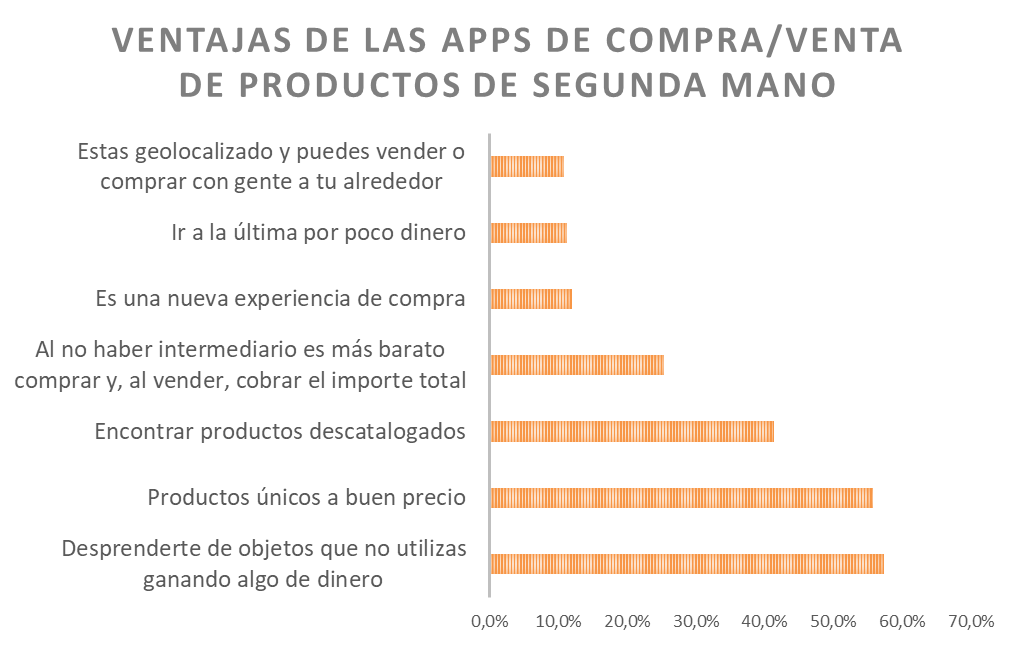 VENTAJAS DE LAS APPS DE COMPRA/VENTA
DE PRODUCTOS DE SEGUNDA MANO
Estas geolocalizado y puedes vender o
comprar con gente a tu alrededor
Ir a la última por poco dinero
Es una nueva experiencia de compra
Al no haber intermediario es más barato
comprar y, al vender, cobrar el importe total
Encontrar productos descatalogados
Productos únicos a buen precio
Desprenderte de objetos que no utilizas
ganando algo de dinero
0,0% 10,0% 20,0% 30,0% 40,0% 50,0% 60,0% 70,0%